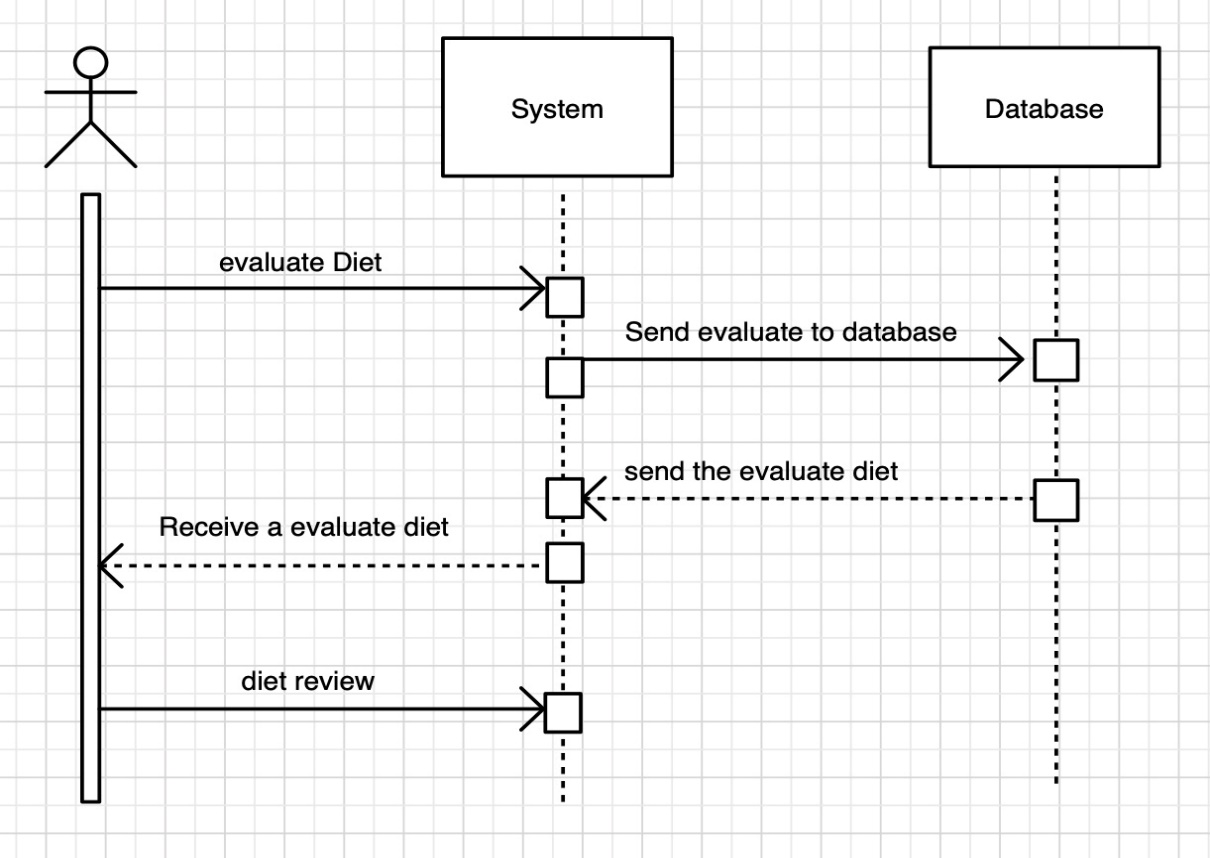 System
Database
evaluate Diet
Send evaluate to database
send the evaluate diet
Receive a evaluate diet
diet review